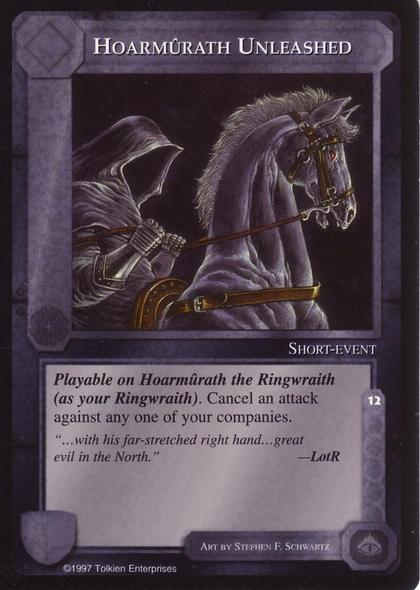 HOARMÛRATH UNLEASHED
SHORT-EVENT
Playable on Hoarmûrath the Ringwraith
(as your Ringwraith). Cancel an attack
against any one of your companies.
“…with his far-stretched right hand…great
evil in the North.” —LotR
12
ART BY STEPHEN F. SCHWARTZ
©1997 Tolkien Enterprises